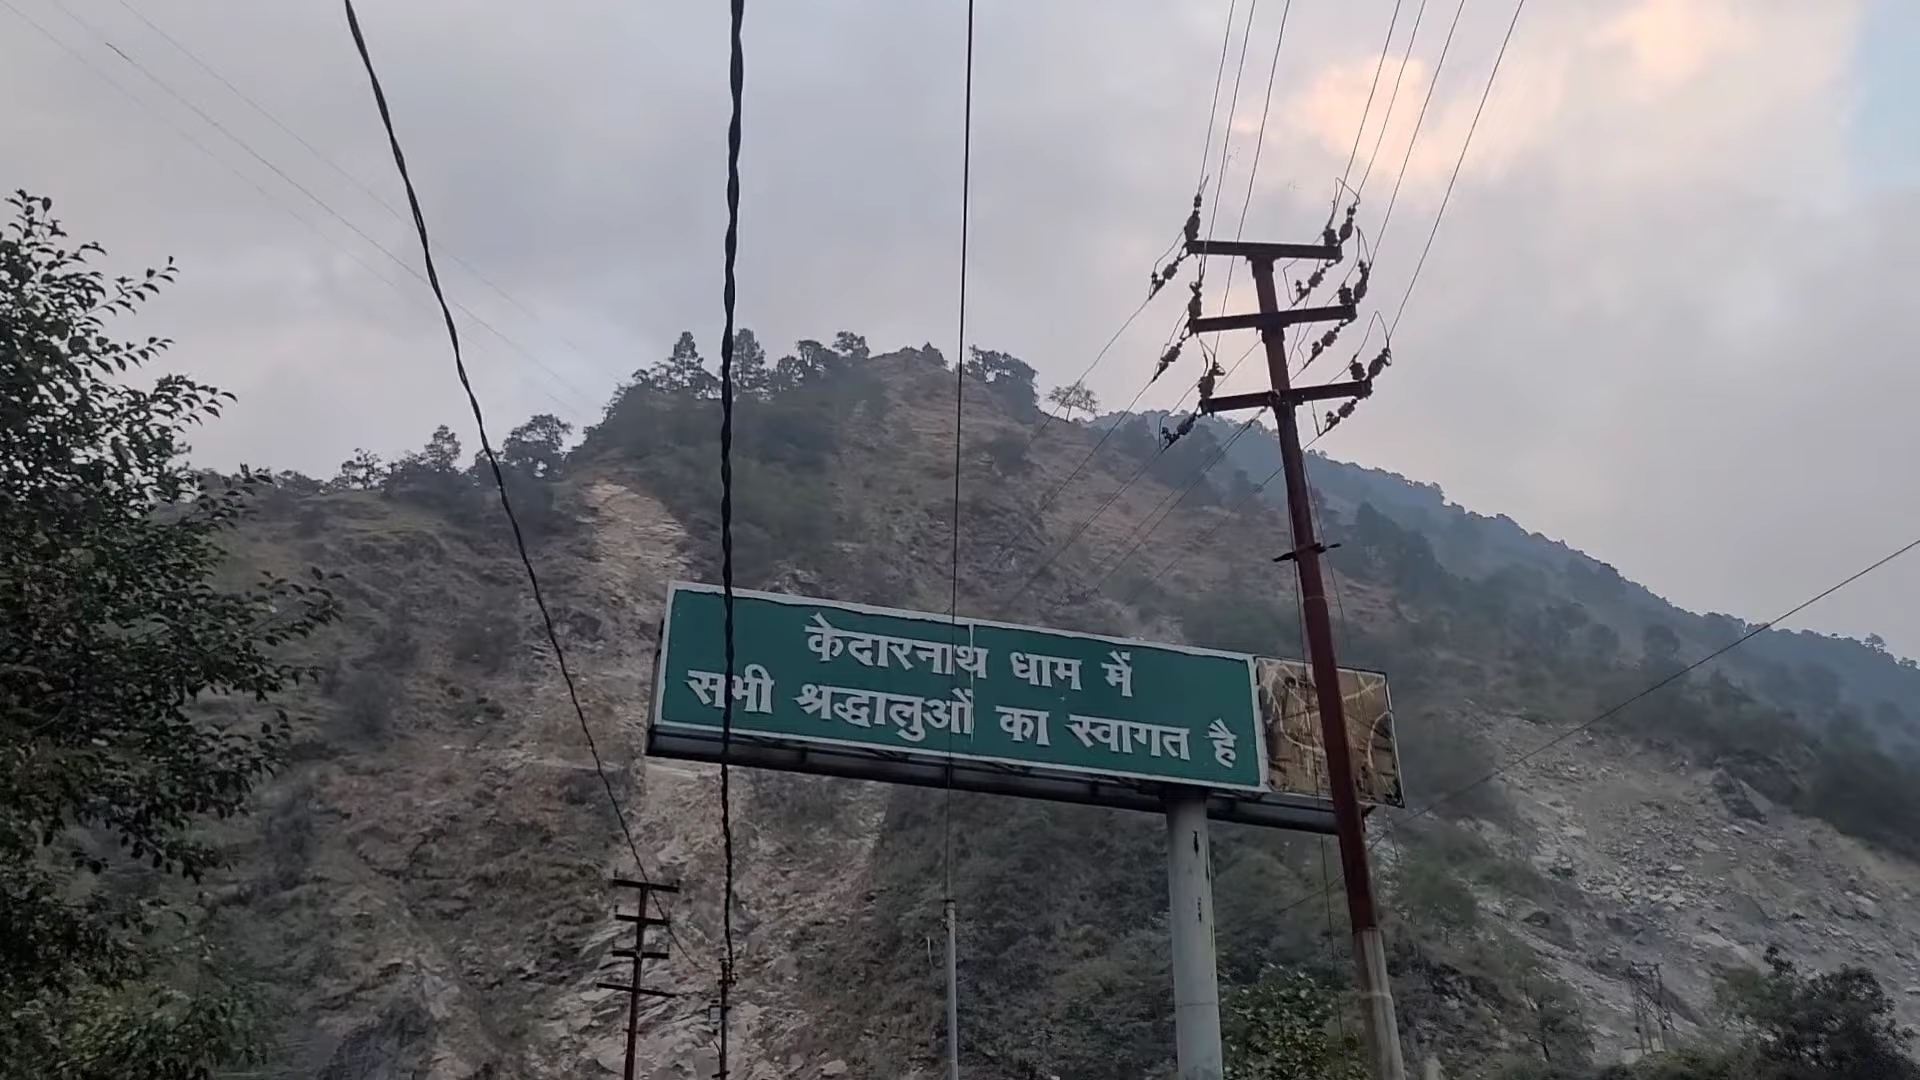 केदारनाथ धाम में
सभी श्रद्धालुओं का स्वागत है